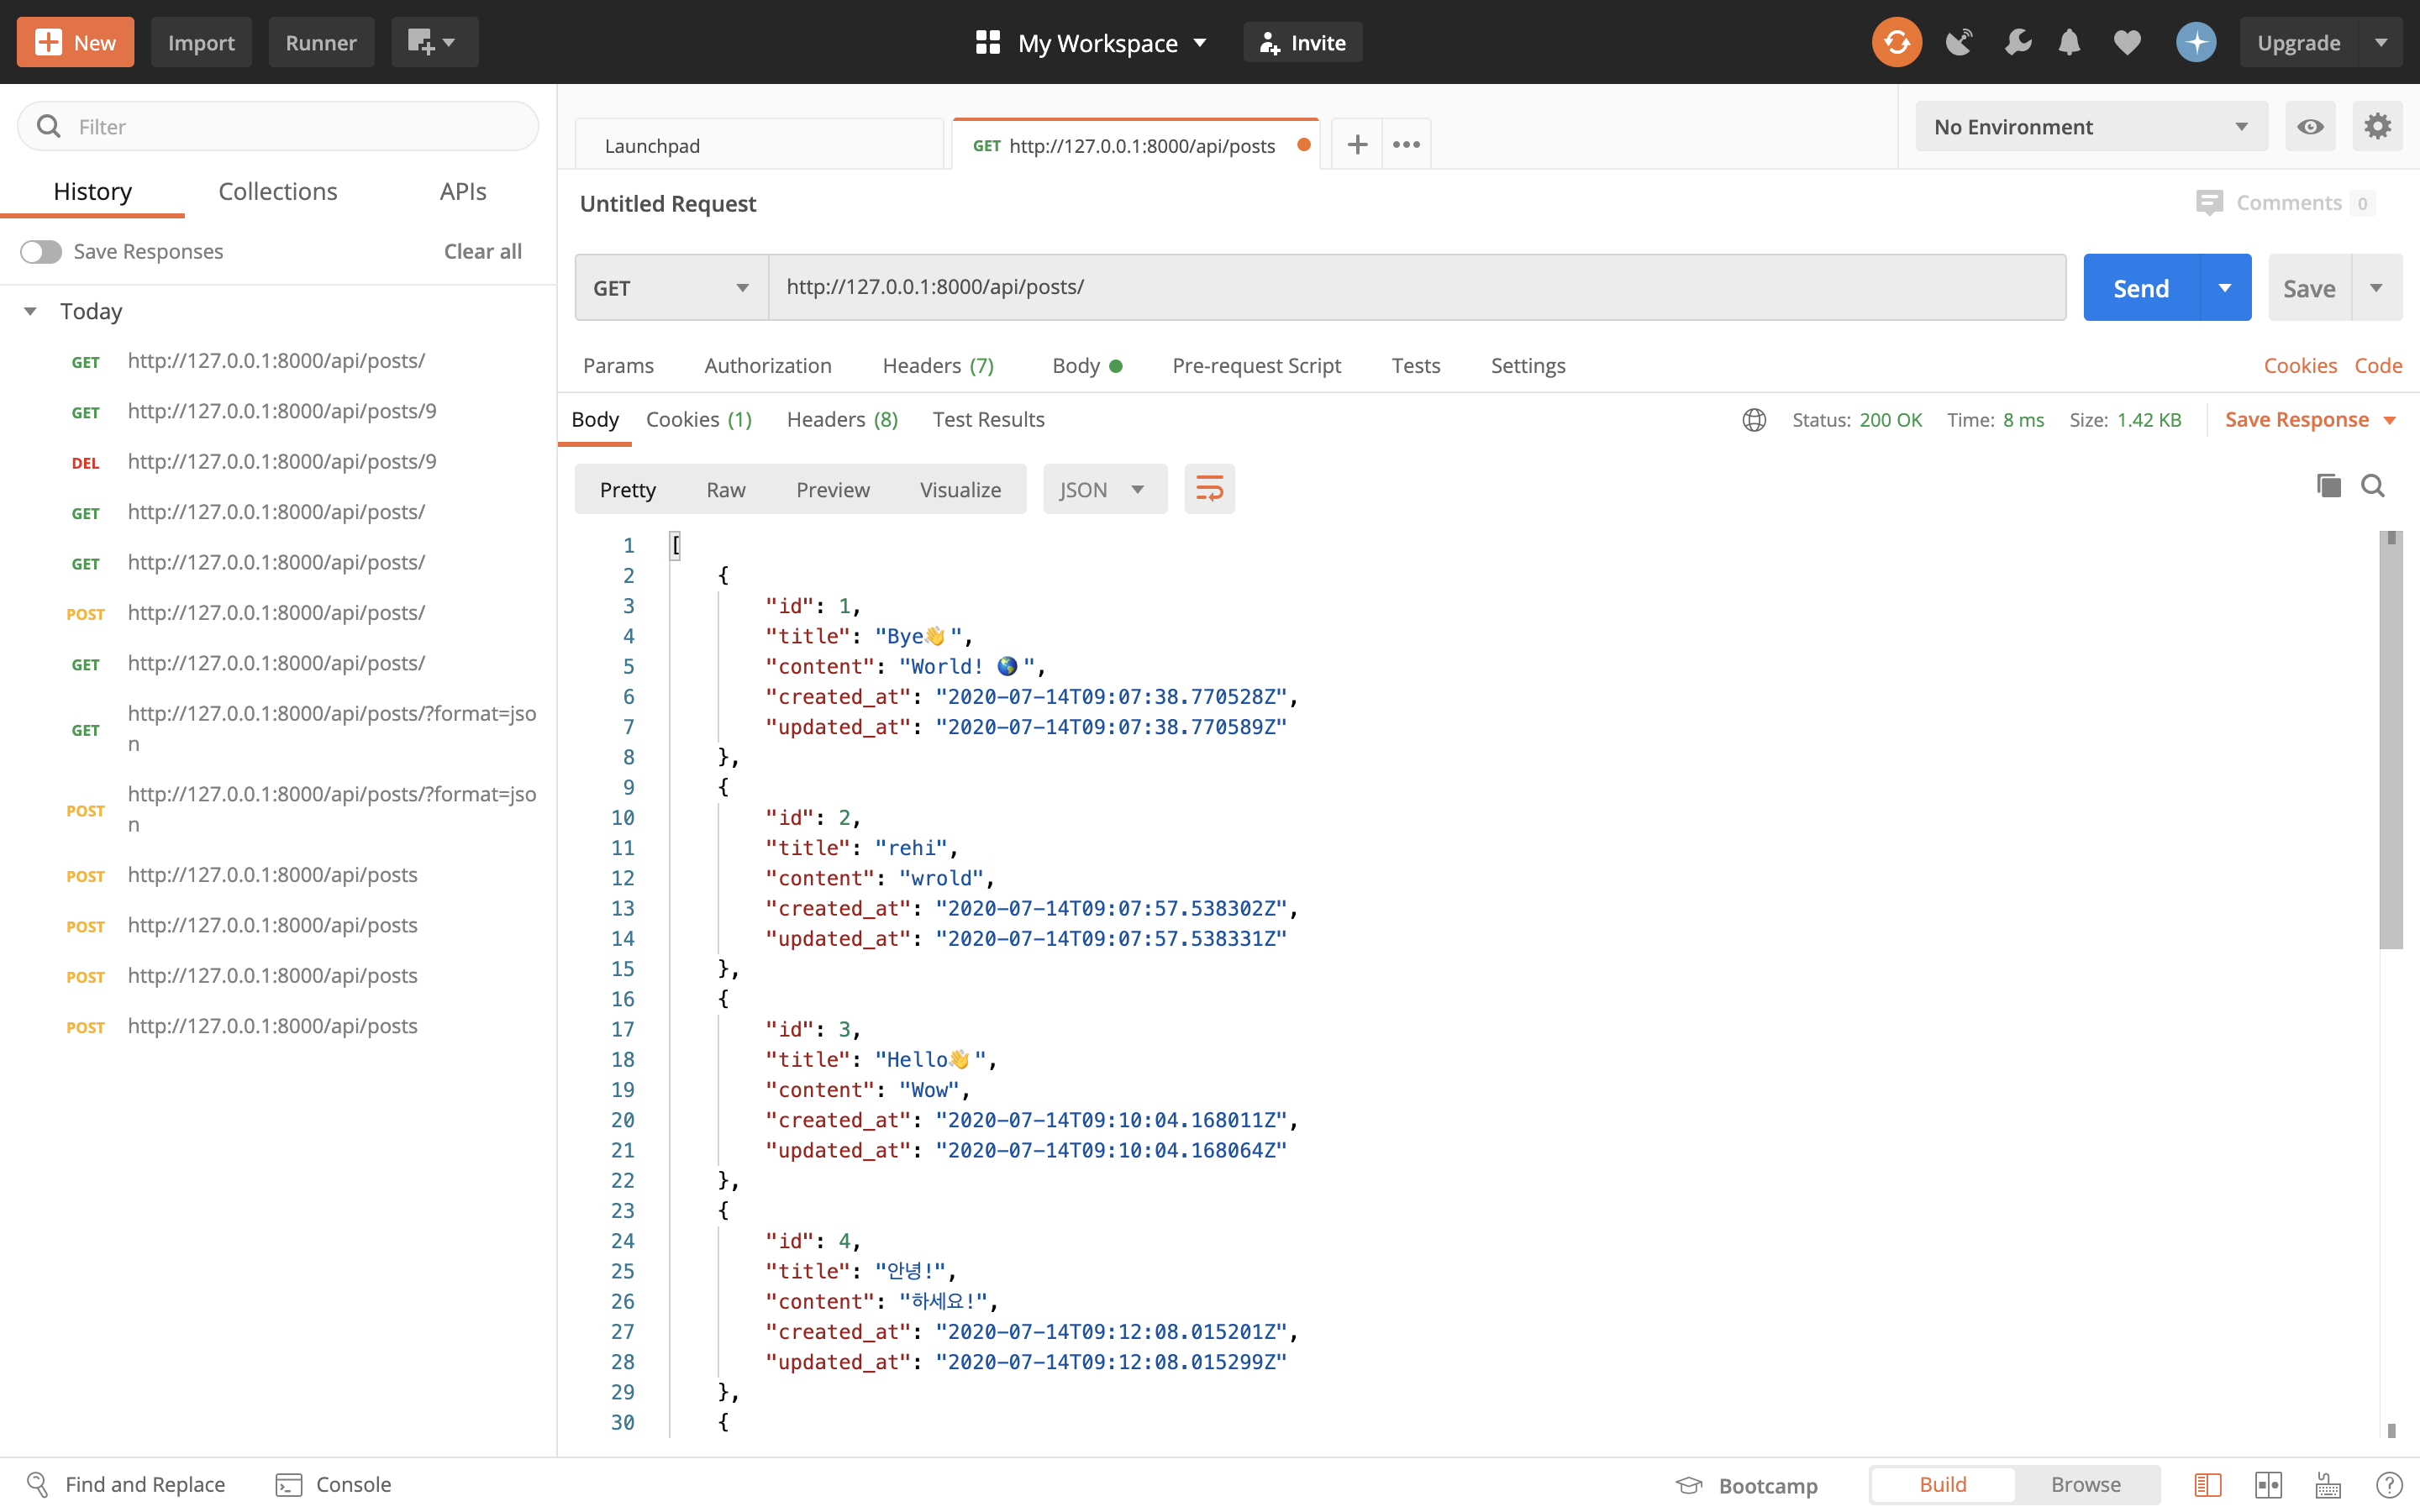 New
Import
Runner
My Workspace
Invite
Upgrade
Filter
History
Collections
APIs
Save Responses
Clear all
Today
GET http://127.0.0.1:8000/api/posts/
GET http://127.0.0.1:8000/api/posts/9
DEL http://127.0.0.1:8000/api/posts/9
GET http://127.0.0.1:8000/api/posts/
GET http://127.0.0.1:8000/api/posts/
POST http://127.0.0.1:8000/api/posts/
GET http://127.0.0.1:8000/api/posts/
GET http://127.0.0.1:8000/api/posts/?format=jso
n
POST http://127.0.0.1:8000/api/posts/?format=jso
n
POST http://127.0.0.1:8000/api/posts
POST http://127.0.0.1:8000/api/posts
POST http://127.0.0.1:8000/api/posts
POST http://127.0.0.1:8000/api/posts
Launchpad
GET http://127.0.0.1:8000/api/posts
No Environment
Untitled Request
Comments 0
GET
http://127.0.0.1:8000/api/posts/
Send
Save
Params
Authorization
Headers (7)
Body
Pre-request Script
Tests
Settings
Cookies
Code
Body
Cookies (1)
Headers (8)
Test Results
Status: 200 OK
Time: 8 ms
Size: 1.42 KB
Save Response
Pretty
Raw
Preview
Visualize
JSON
1 [
2 {
3 "id": 1,
4 "title": "Bye👋",
5 "content": "World! 🌎",
6 "created_at": "2020-07-14T09:07:38.770528Z",
7 "updated_at": "2020-07-14T09:07:38.770589Z"
8 },
9 {
10 "id": 2,
11 "title": "rehi",
12 "content": "wrold",
13 "created_at": "2020-07-14T09:07:57.538302Z",
14 "updated_at": "2020-07-14T09:07:57.538331Z"
15 },
16 {
17 "id": 3,
18 "title": "Hello👋",
19 "content": "Wow",
20 "created_at": "2020-07-14T09:10:04.168011Z",
21 "updated_at": "2020-07-14T09:10:04.168064Z"
22 },
23 {
24 "id": 4,
25 "title": "안녕!",
26 "content": "하세요!",
27 "created_at": "2020-07-14T09:12:08.015201Z",
28 "updated_at": "2020-07-14T09:12:08.015299Z"
29 },
30 {
Find and Replace
Console
Bootcamp
Build
Browse